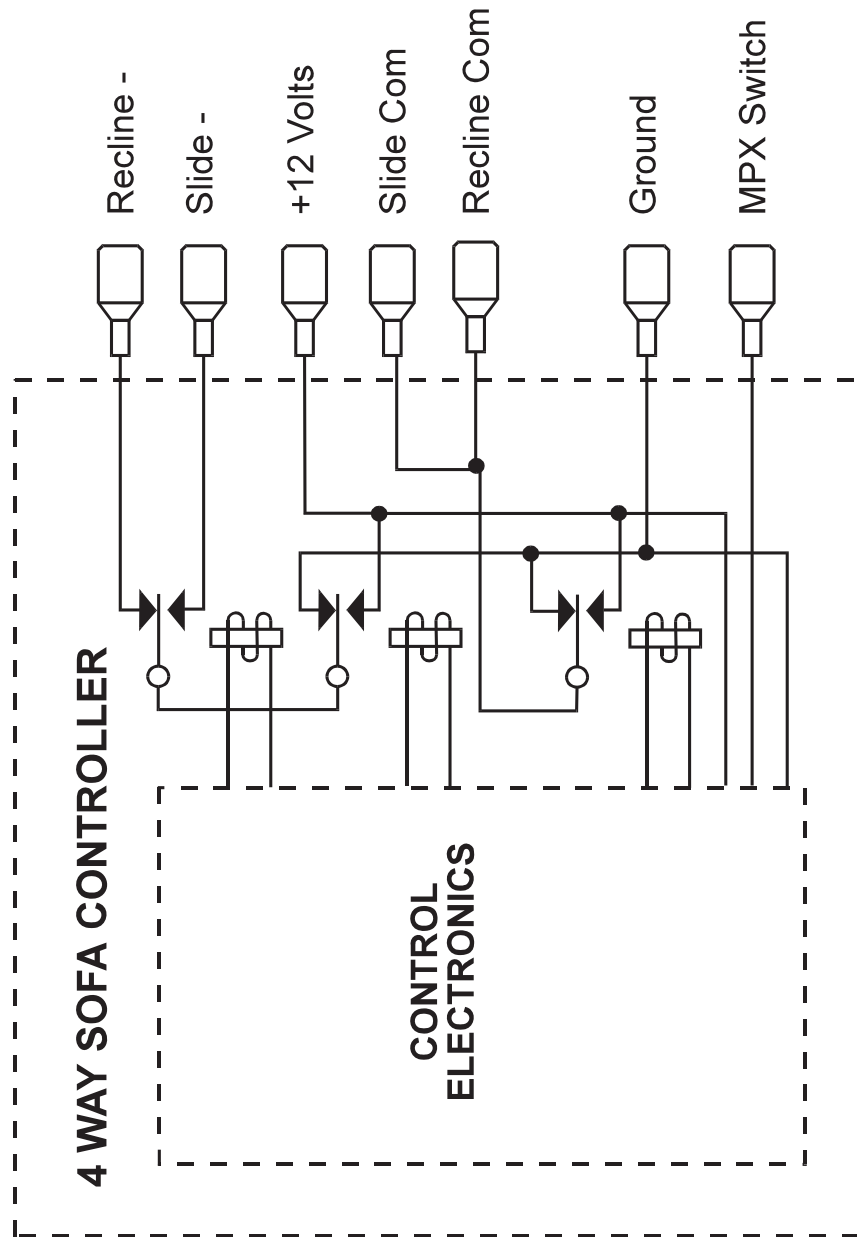 4 WAY SOFA CONTROLLER
CONTROL
ELECTRONICS
Recline -
Slide -
+12 Volts
Slide Com
Recline Com
Ground
MPX Switch